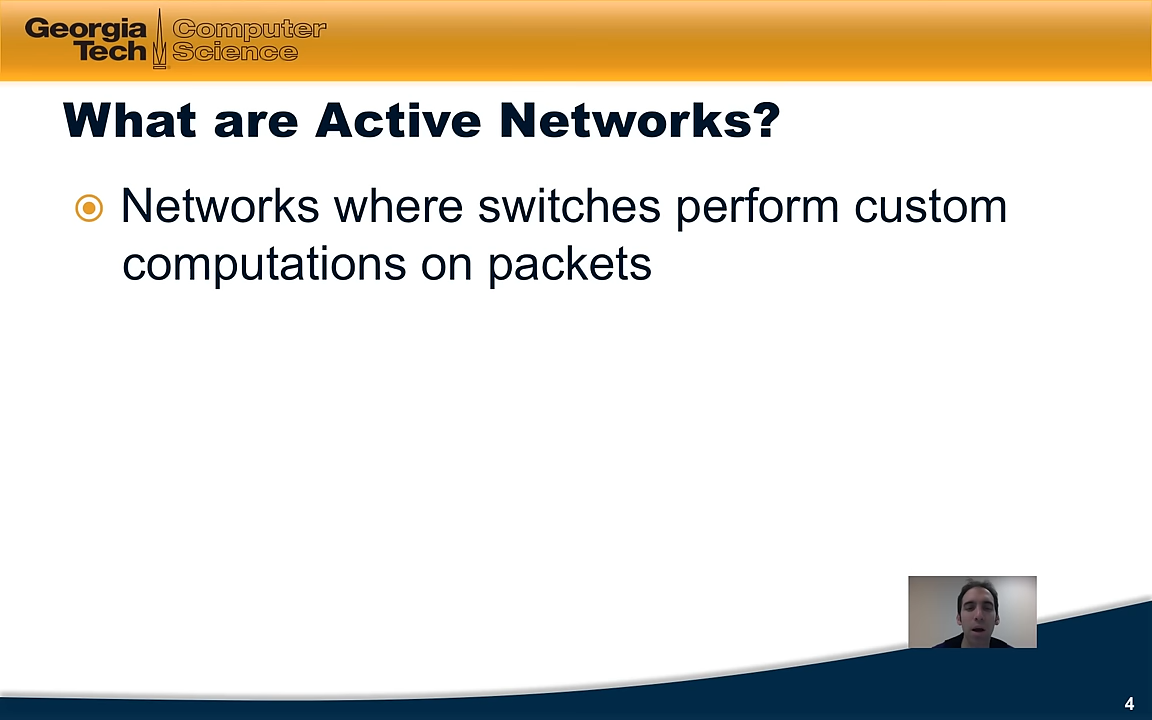 Georgia Tech
Computer Science
What are Active Networks?
Networks where switches perform custom
computations on packets
4